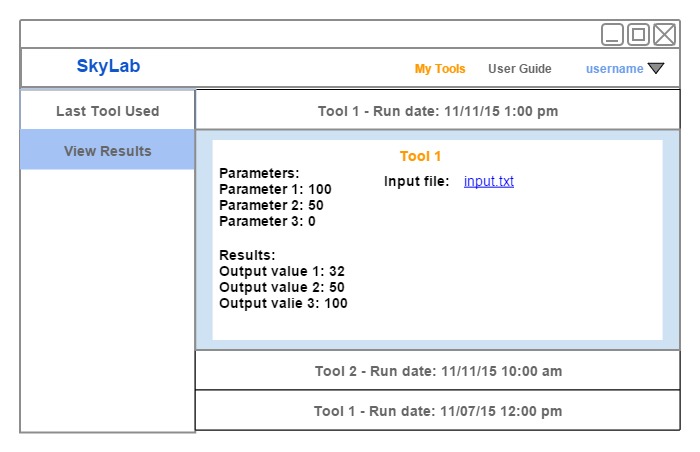 SkyLab
My Tools User Guide username
Last Tool Used
View Results
Tool 1 - Run date: 11/11/15 1:00 pm
Tool 1
Input file: input.txt
Parameters:
Parameter 1: 100
Parameter 2: 50
Parameter 3: 0
Results:
Output value 1: 32
Output value 2: 50
Output valie 3: 100
Tool 2 - Run date: 11/11/15 10:00 am
Tool 1 - Run date: 11/07/15 12:00 pm